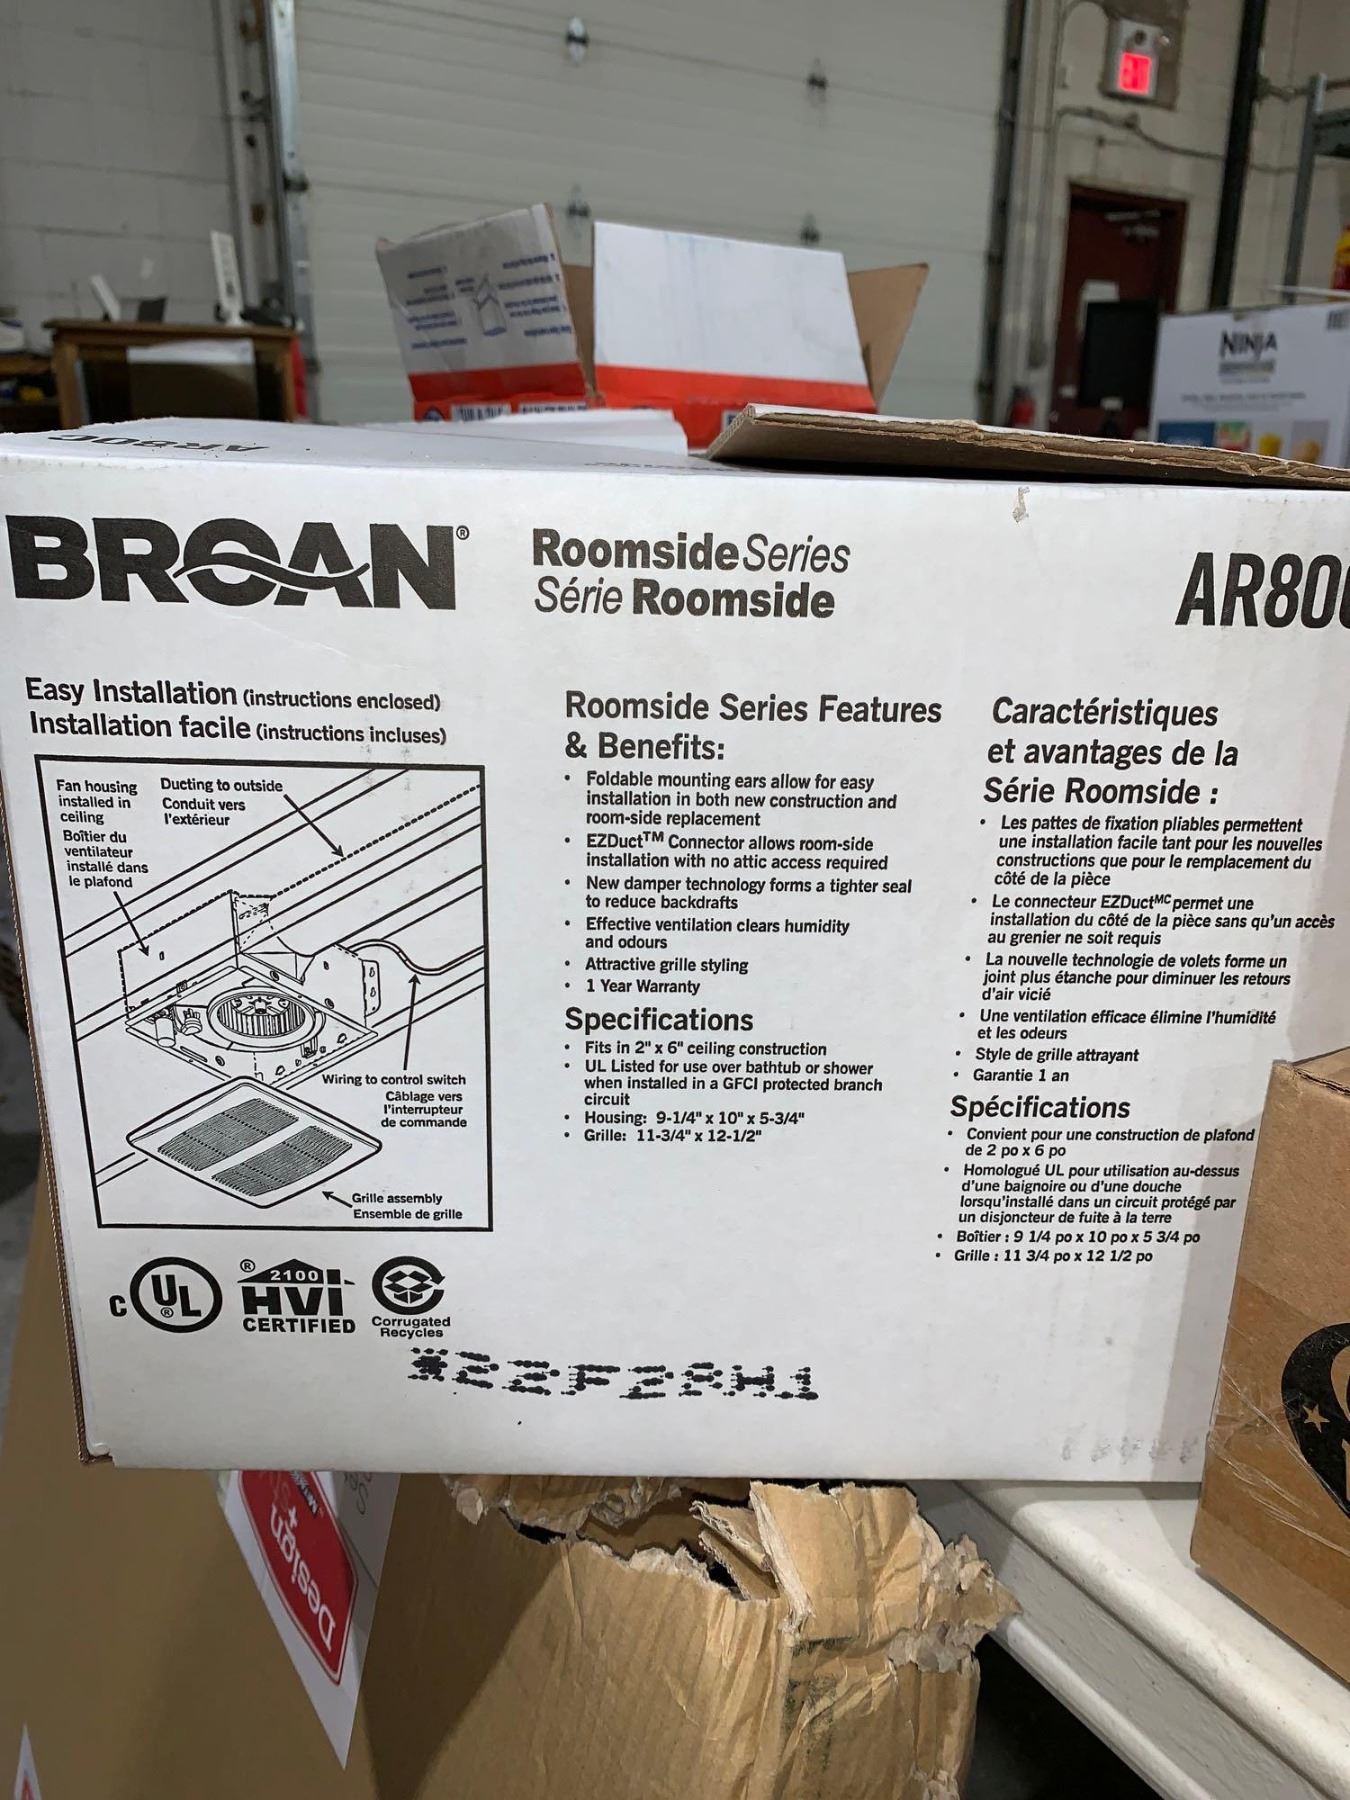 NINJA
AR80C
BROAN®
Roomside Series
Série Roomside
AR80
Easy Installation (instructions enclosed)
Installation facile (instructions incluses)
Fan housing
installed in
ceiling
Boîtier du
ventilateur
installé dans
le plafond
Ducting to outside
Conduit vers
l'extérieur
Wiring to control switch
Câblage vers
l'interrupteur
de commande
Grille assembly
Ensemble de grille
C UL ®
® 2100
HVI
CERTIFIED
Corrugated
Recycles
Roomside Series Features
& Benefits:
• Foldable mounting ears allow for easy
installation in both new construction and
room-side replacement
• EZDuct™ Connector allows room-side
installation with no attic access required
• New damper technology forms a tighter seal
to reduce backdrafts
• Effective ventilation clears humidity
and odours
• Attractive grille styling
• 1 Year Warranty
Specifications
• Fits in 2" x 6" ceiling construction
• UL Listed for use over bathtub or shower
when installed in a GFCI protected branch
circuit
• Housing: 9-1/4" x 10" x 5-3/4"
• Grille: 11-3/4" x 12-1/2"
Caractéristiques
et avantages de la
Série Roomside :
• Les pattes de fixation pliables permettent
une installation facile tant pour les nouvelles
constructions que pour le remplacement du
côté de la pièce
• Le connecteur EZDuctMC permet une
installation du côté de la pièce sans qu'un accès
au grenier ne soit requis
• La nouvelle technologie de volets forme un
joint plus étanche pour diminuer les retours
d'air vicié
• Une ventilation efficace élimine l'humidité
et les odeurs
• Style de grille attrayant
• Garantie 1 an
Spécifications
• Convient pour une construction de plafond
de 2 po x 6 po
• Homologué UL pour utilisation au-dessus
d'une baignoire ou d'une douche
lorsqu'installé dans un circuit protégé par
un disjoncteur de fuite à la terre
• Boîtier : 9 1/4 po x 10 po x 5 3/4 po
• Grille : 11 3/4 po x 12 1/2 po
Design